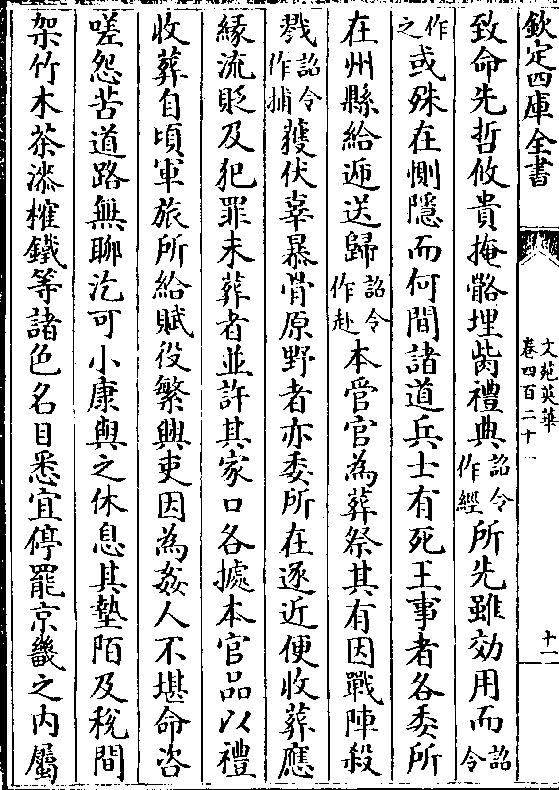 欽定四庫全書
文苑英華
卷四百二十
十一
致命先哲攸貴掩骼埋胔禮典詔令作經所先雖効用而詔令
作之或殊在惻隱而何間諸道兵士有死王事者各委所
在州縣給遞送歸詔令作赴本管官為葬祭其有因戰陣殺
戮詔令作捕獲伏辜暴骨原野者亦委所在逐近便收葬應
緣流貶及犯罪未葬者並許其家口各據本官品以禮
收葬自頃軍旅所給賦役繁興吏因為姦人不堪命咨
嗟怨苦道路無聊汔可小康與之休息其墊陌及稅間
架竹木茶漆榷鐵等諸色名目悉宜停罷京畿之内屬